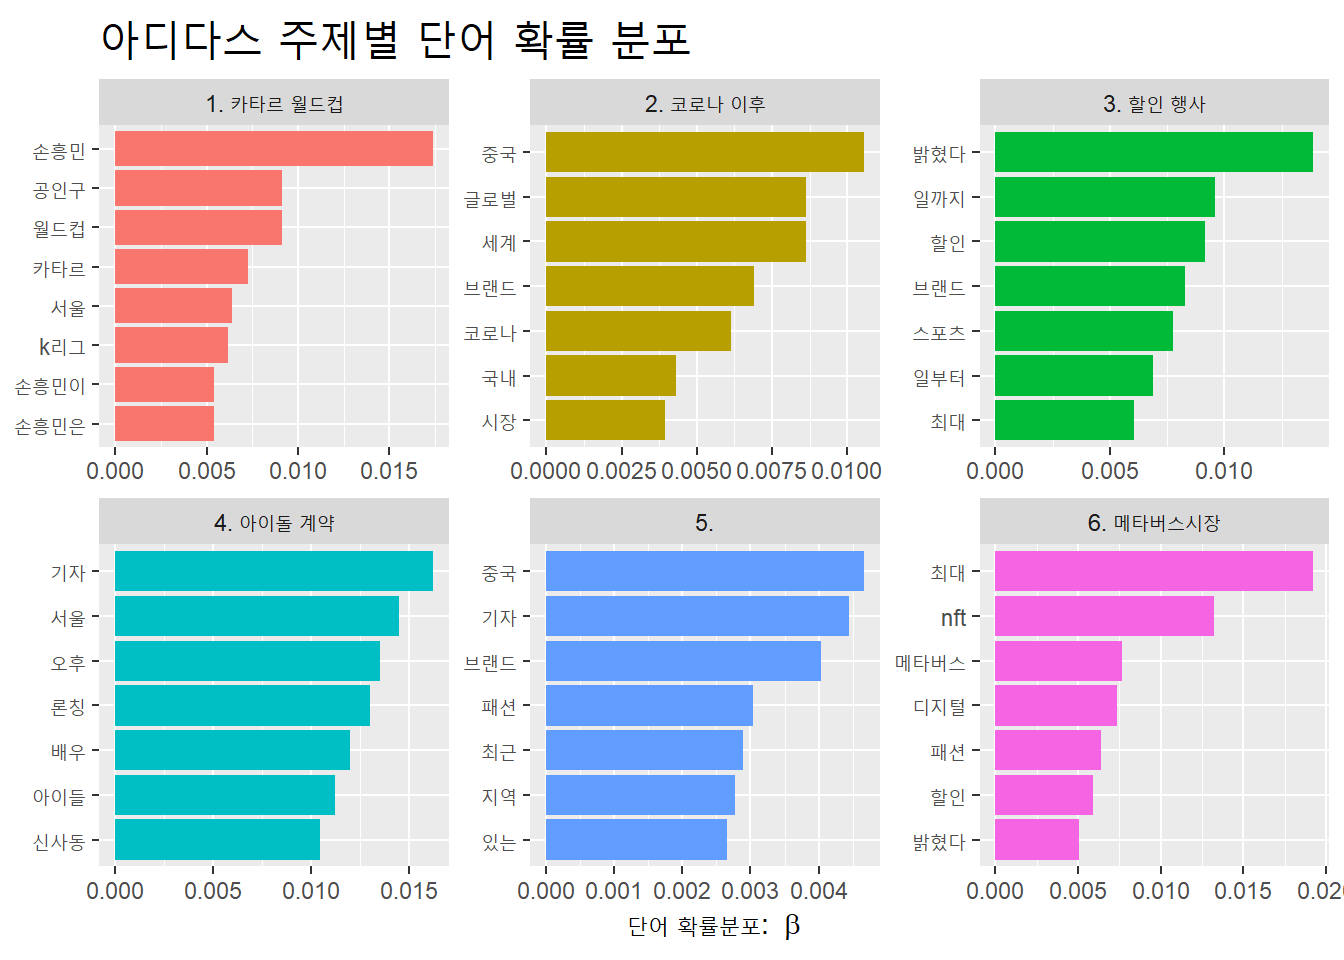 아디다스 주제별 단어 확률 분포
1. 카타르 월드컵
손흥민
공인구
월드컵
카타르
서울
k리그
손흥민이
손흥민은
0.000 0.005 0.010 0.015
2. 코로나 이후
중국
글로벌
세계
브랜드
코로나
국내
시장
0.0000 0.0025 0.0050 0.0075 0.0100
3. 할인 행사
밝혔다
일까지
할인
브랜드
스포츠
일부터
최대
0.000 0.005 0.010
4. 아이돌 계약
기자
서울
오후
론칭
배우
아이들
신사동
0.000 0.005 0.010 0.015
5.
중국
기자
브랜드
패션
최근
지역
있는
0.000 0.001 0.002 0.003 0.004
6. 메타버스시장
최대
nft
메타버스
디지털
패션
할인
밝혔다
0.000 0.005 0.010 0.015 0.020
단어 확률분포: β